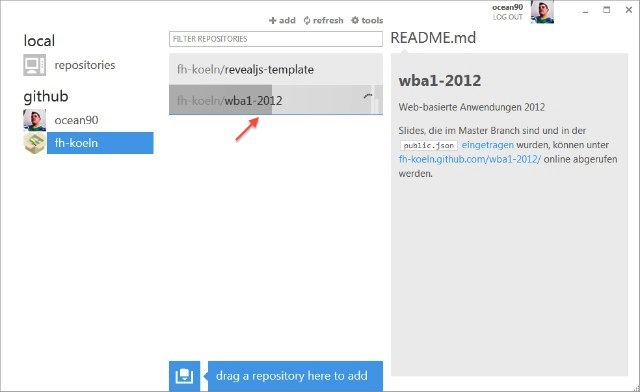 ocean90
LOG OUT
add
refresh
tools
local
repositories
github
ocean90
fh-koeln
FILTER REPOSITORIES
fh-koeln/revealjs-template
fh-koeln/wba1-2012
drag a repository here to add
README.md
wba1-2012
Web-basierte Anwendungen 2012
Slides, die im Master Branch sind und in der
public.json eingetragen wurden, können unter
fh-koeln.github.com/wba1-2012/ online abgerufen
werden.